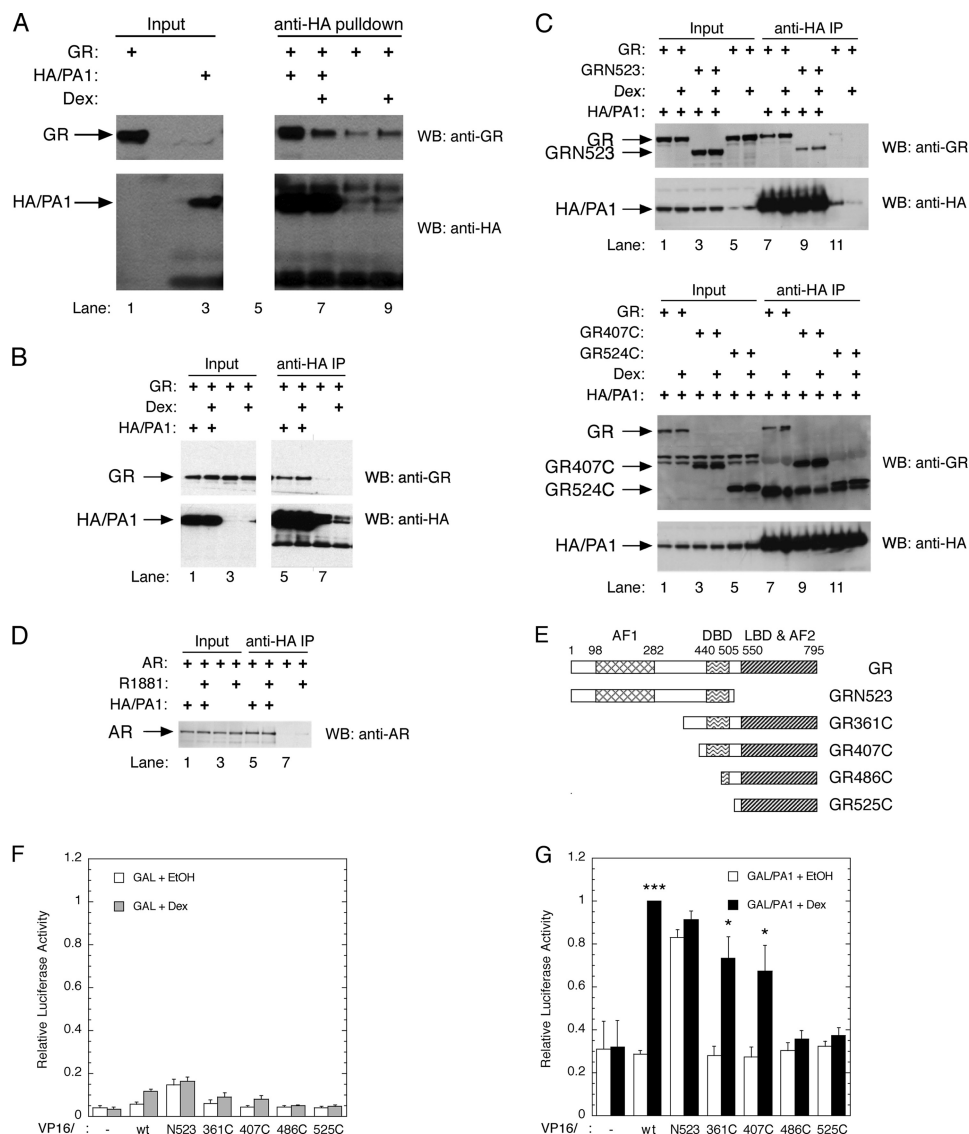 A
Input
anti-HA pulldown
GR: + + + + +
HA/PA1: + + +
Dex: + +
GR
WB: anti-GR
HA/PA1
WB: anti-HA
Lane: 1 3 5 7 9
B
Input
anti-HA IP
GR: + + + + + + + +
Dex: + + + +
HA/PA1: + + + +
GR
WB: anti-GR
HA/PA1
WB: anti-HA
Lane: 1 3 5 7
C
Input
anti-HA IP
GR: + + + + + + + +
GRN523: + + + +
Dex: + + + + + +
HA/PA1: + + + + + + + +
GR
GRN523
WB: anti-GR
HA/PA1
WB: anti-HA
Lane: 1 3 5 7 9 11
Input
anti-HA IP
GR: + + + +
GR407C: + + + +
GR524C: + + + +
Dex: + + + + + +
HA/PA1: + + + + + + + + + + + +
GR
GR407C
GR524C
WB: anti-GR
HA/PA1
WB: anti-HA
Lane: 1 3 5 7 9 11
D
Input
anti-HA IP
AR: + + + + + + + +
R1881: + + + +
HA/PA1: + + + +
AR
WB: anti-AR
Lane: 1 3 5 7
E
AF1 DBD LBD & AF2
1 98 282 440 505 550 795
GR
GRN523
GR361C
GR407C
GR486C
GR525C
F
Relative Luciferase Activity
1.2
1
0.8
0.6
0.4
0.2
0
GAL + EtOH
GAL + Dex
VP16/ : - wt N523 361C 407C 486C 525C
G
Relative Luciferase Activity
1.2
1
0.8
0.6
0.4
0.2
0
GAL/PA1 + EtOH
GAL/PA1 + Dex
***
*
*
VP16/ : - wt N523 361C 407C 486C 525C